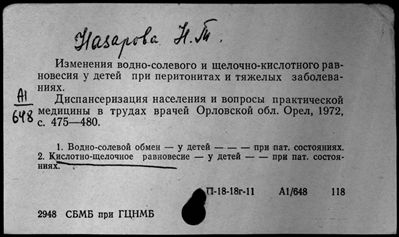 Назарова Н.Т.
Изменения водно-солевого и щелочно-кислотного рав-
новесия у детей при перитонитах и тяжелых заболева-
ниях.
А1
648
Диспансеризация населения и вопросы практической
медицины в трудах врачей Орловской обл. Орел, 1972,
с. 475—480.
1. Водно-солевой обмен — у детей — — — при пат. состояниях.
2. Кислотно-щелочное равновесие — у детей — — при пат. состоя-
ниях.
П-18-18г-11 А1/648 118
2948 СБМБ при ГЦНМБ